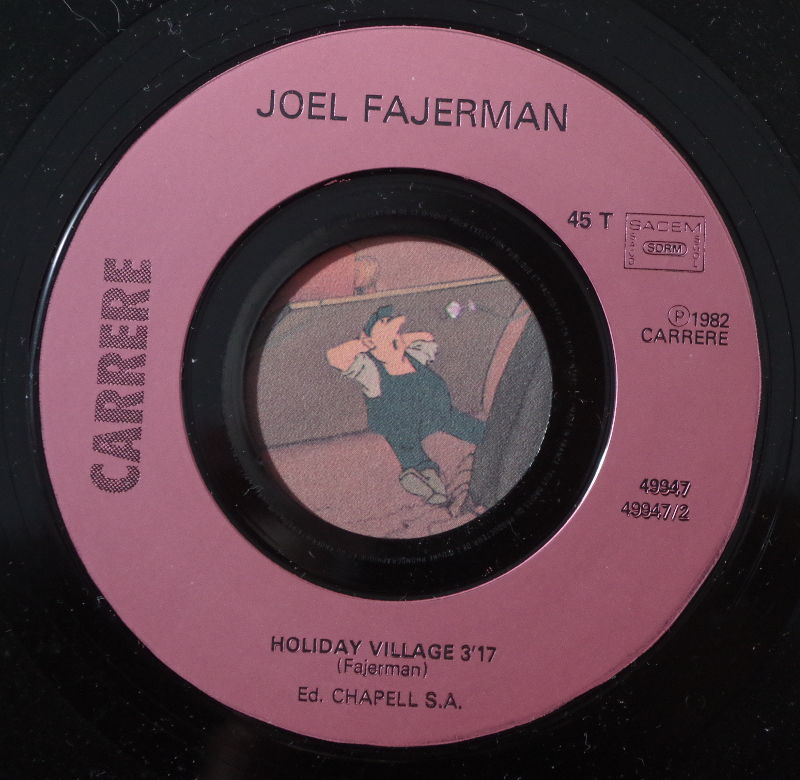 JOEL FAJERMAN
CARRERE
45 T
SACEM
SDRM
Ⓟ 1982
CARRERE
49947
49947/2
HOLIDAY VILLAGE 3'17
(Fajerman)
Ed. CHAPELL S.A.